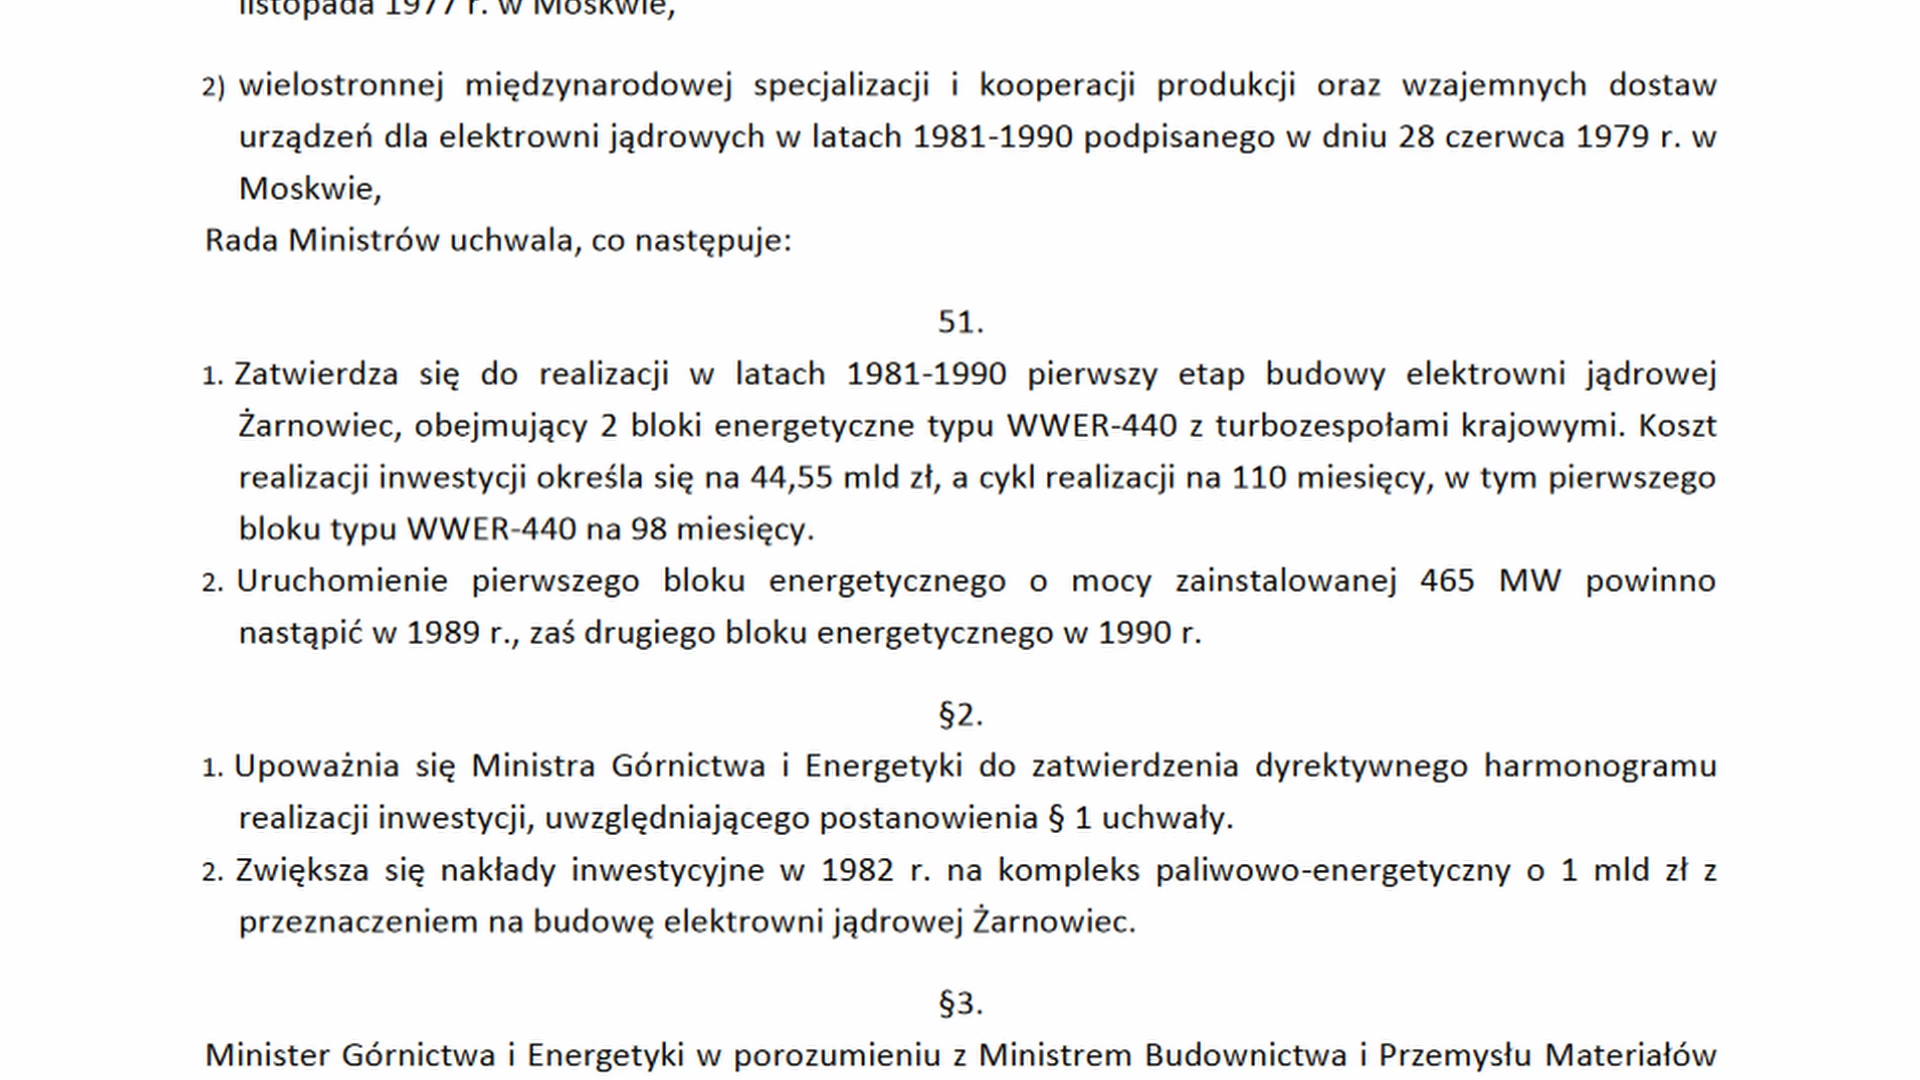 listopada 1977 r. w Moskwie,
2) wielostronnej międzynarodowej specjalizacji i kooperacji produkcji oraz wzajemnych dostaw
urządzeń dla elektrowni jądrowych w latach 1981-1990 podpisanego w dniu 28 czerwca 1979 r. w
Moskwie,
Rada Ministrów uchwala, co następuje:
51.
1. Zatwierdza się do realizacji w latach 1981-1990 pierwszy etap budowy elektrowni jądrowej
Żarnowiec, obejmujący 2 bloki energetyczne typu WWER-440 z turbozespołami krajowymi. Koszt
realizacji inwestycji określa się na 44,55 mld zł, a cykl realizacji na 110 miesięcy, w tym pierwszego
bloku typu WWER-440 na 98 miesięcy.
2. Uruchomienie pierwszego bloku energetycznego o mocy zainstalowanej 465 MW powinno
nastąpić w 1989 r., zaś drugiego bloku energetycznego w 1990 r.
§2.
1. Upoważnia się Ministra Górnictwa i Energetyki do zatwierdzenia dyrektywnego harmonogramu
realizacji inwestycji, uwzględniającego postanowienia § 1 uchwały.
2. Zwiększa się nakłady inwestycyjne w 1982 r. na kompleks paliwowo-energetyczny o 1 mld zł z
przeznaczeniem na budowę elektrowni jądrowej Żarnowiec.
§3.
Minister Górnictwa i Energetyki w porozumieniu z Ministrem Budownictwa i Przemysłu Materiałów